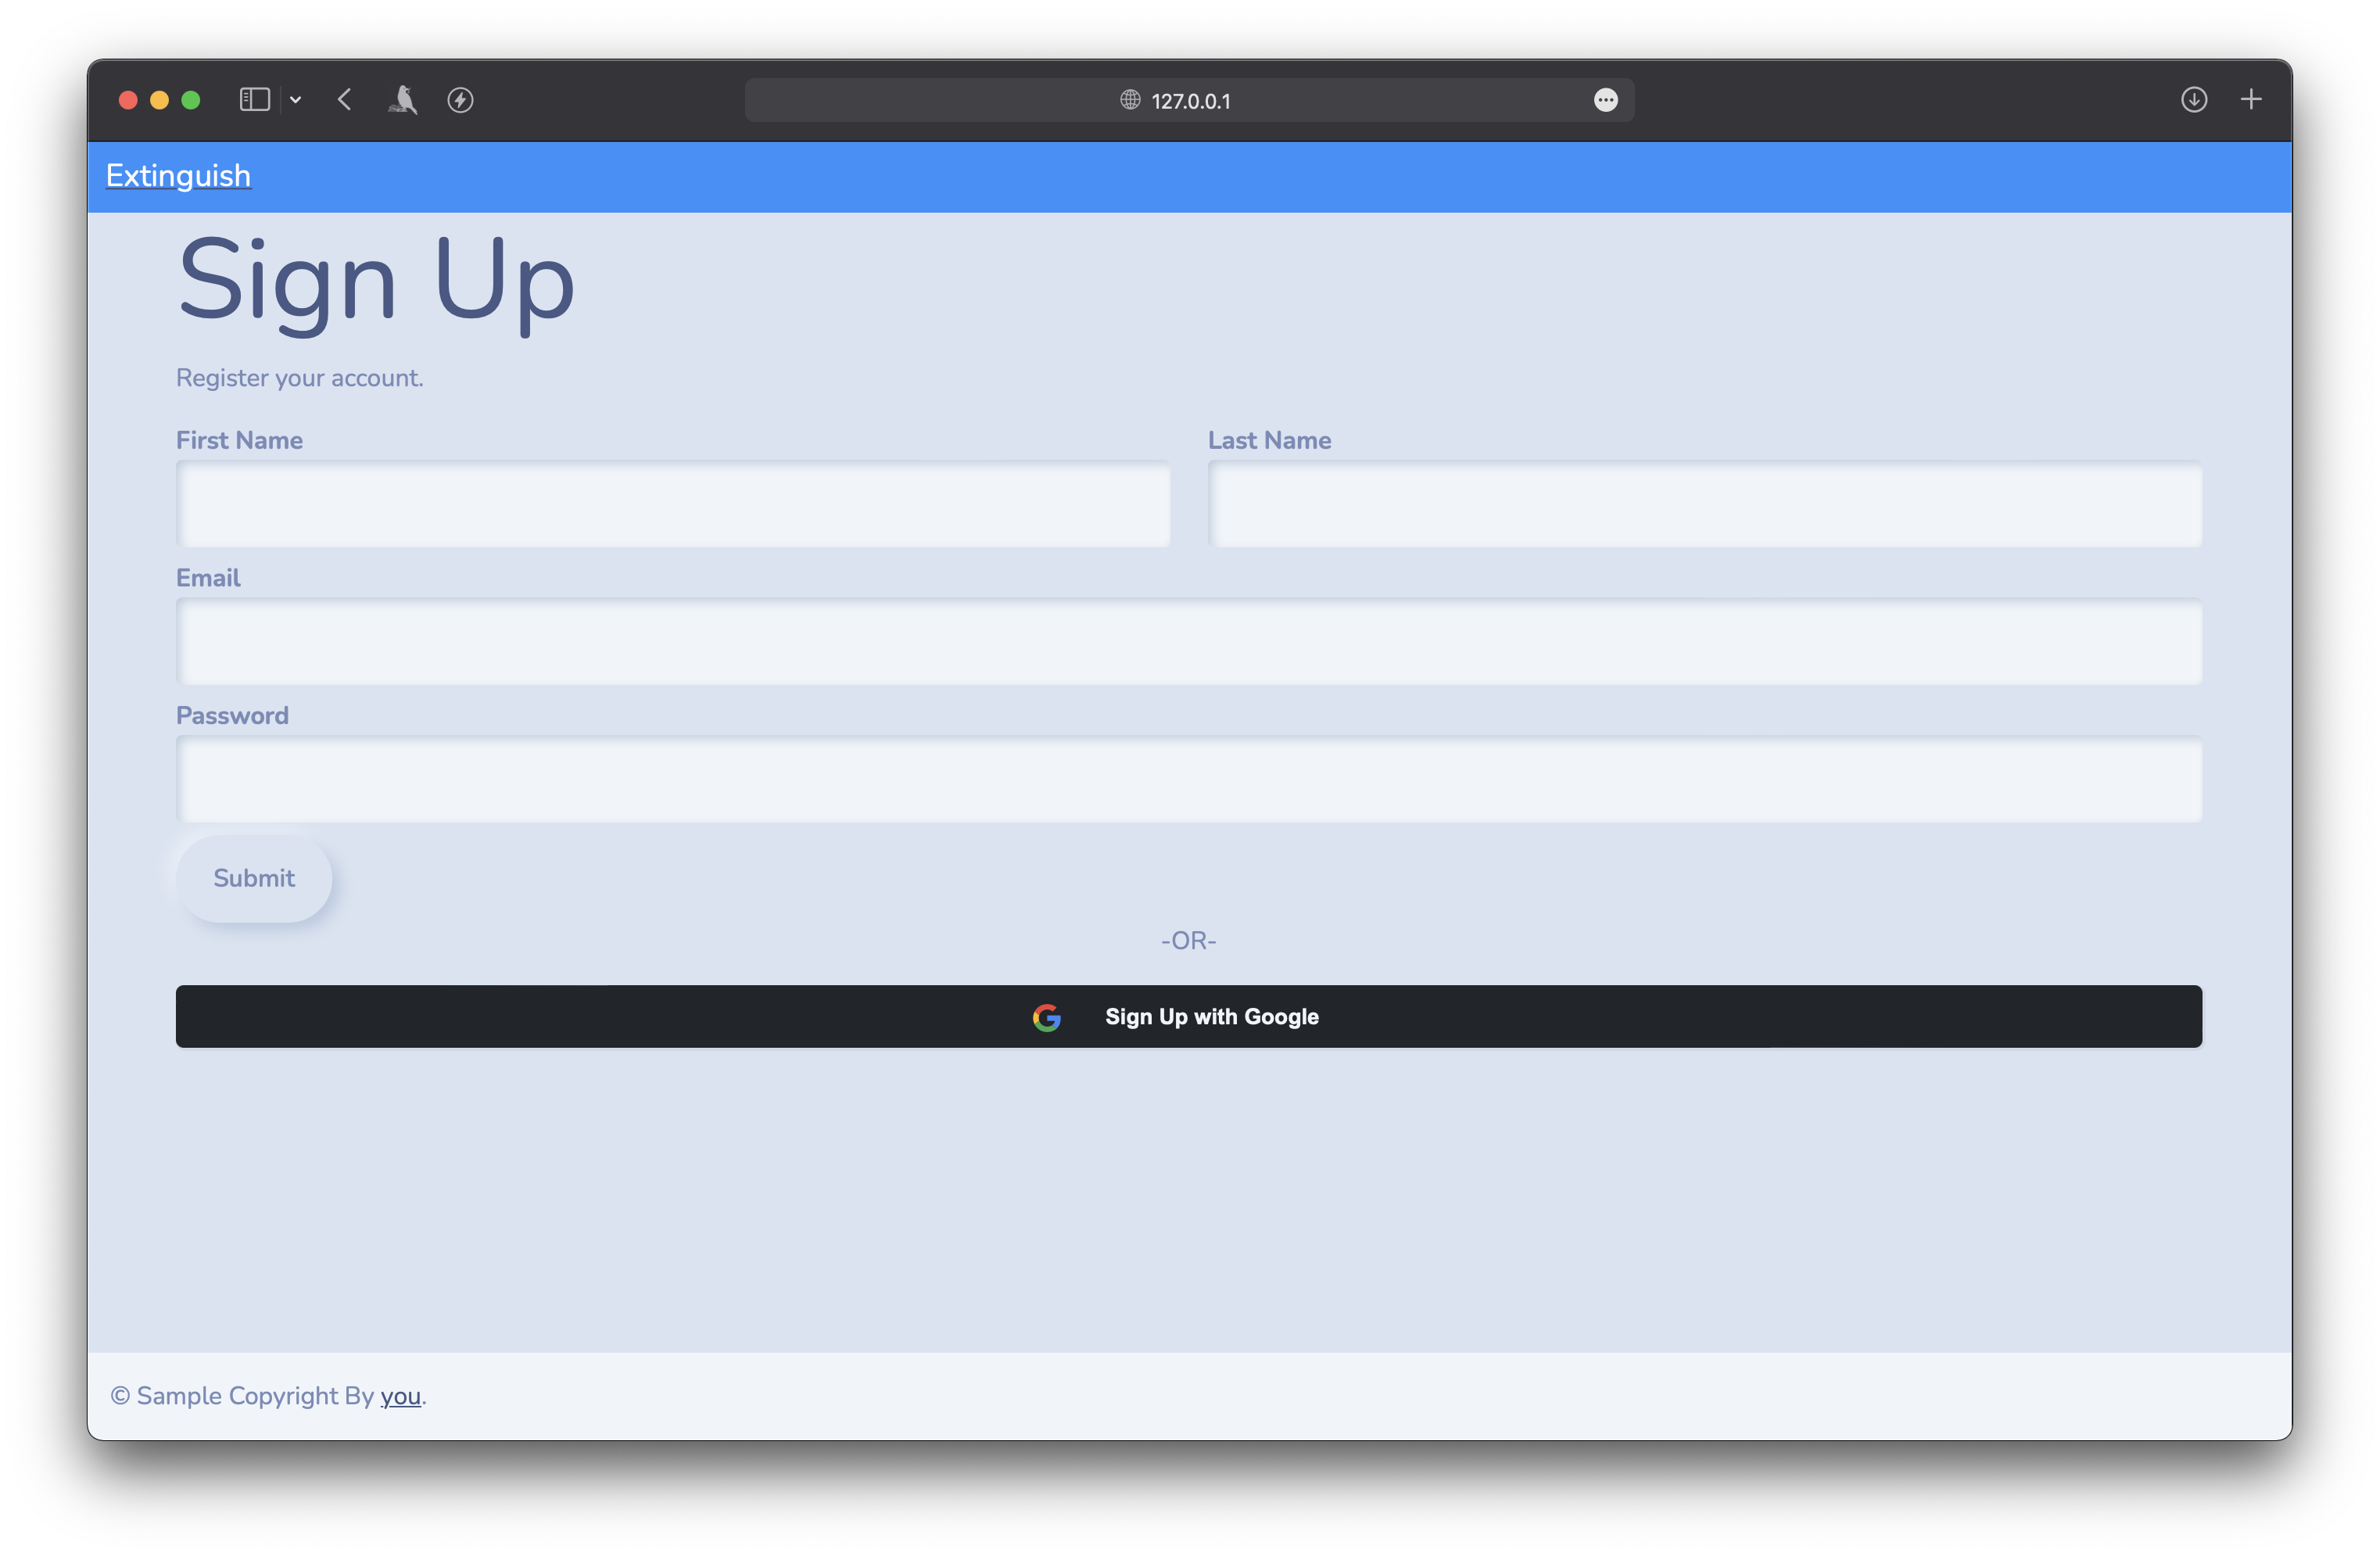 127.0.0.1
Extinguish
Sign Up
Register your account.
First Name
Last Name
Email
Password
Submit
-OR-
Sign Up with Google
© Sample Copyright By you.